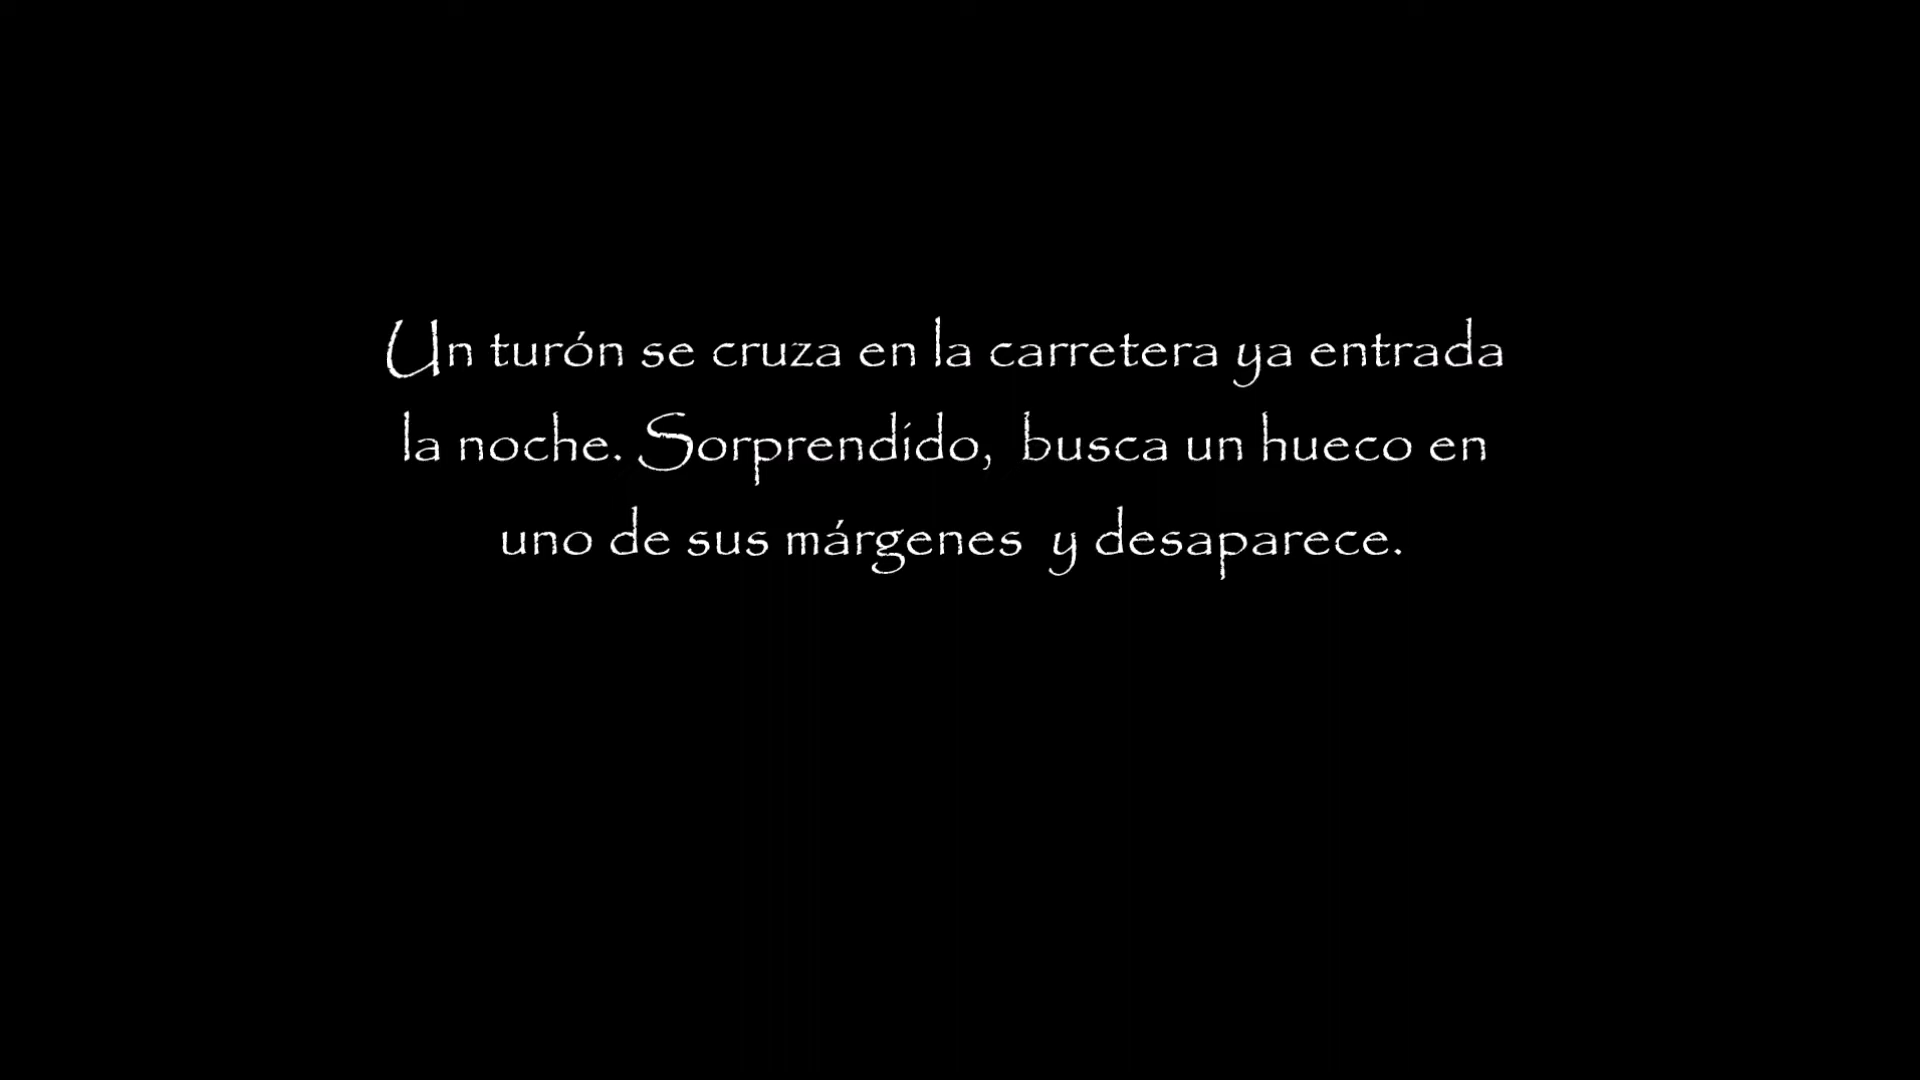 Un turón se cruza en la carretera ya entrada
la noche. Sorprendido,  busca un hueco en
uno de sus márgenes  y desaparece.